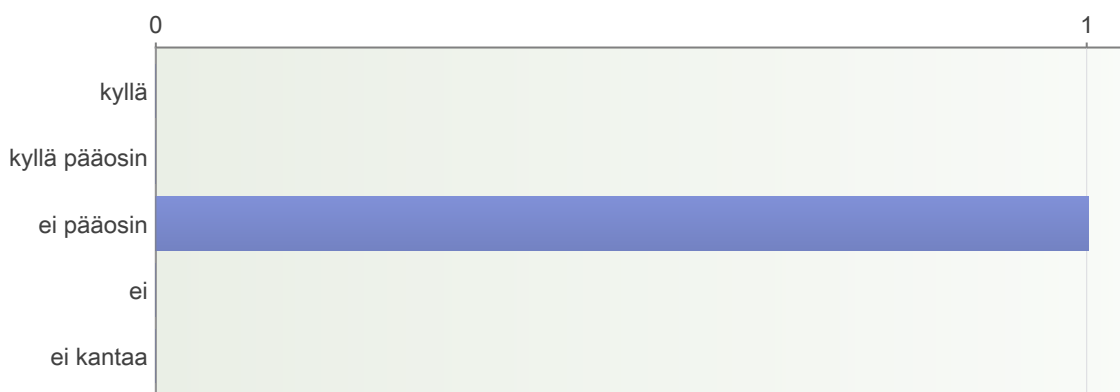 0 1
kyllä
kyllä pääosin
ei pääosin
ei
ei kantaa